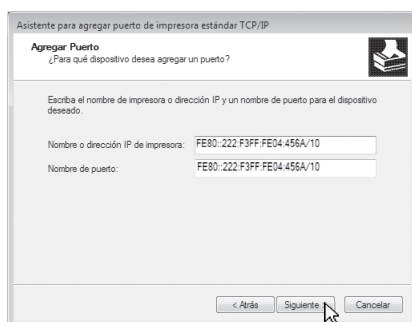 Asistente para agregar puerto de impresora estándar TCP/IP
Agregar Puerto
¿Para qué dispositivo desea agregar un puerto?
Escriba el nombre de impresora o dirección IP y un nombre de puerto para el dispositivo
deseado.
Nombre o dirección IP de impresora: FE80::222:F3FF:FE04:456A/10
Nombre de puerto: FE80::222:F3FF:FE04:456A/10
< Atrás Siguiente > Cancelar